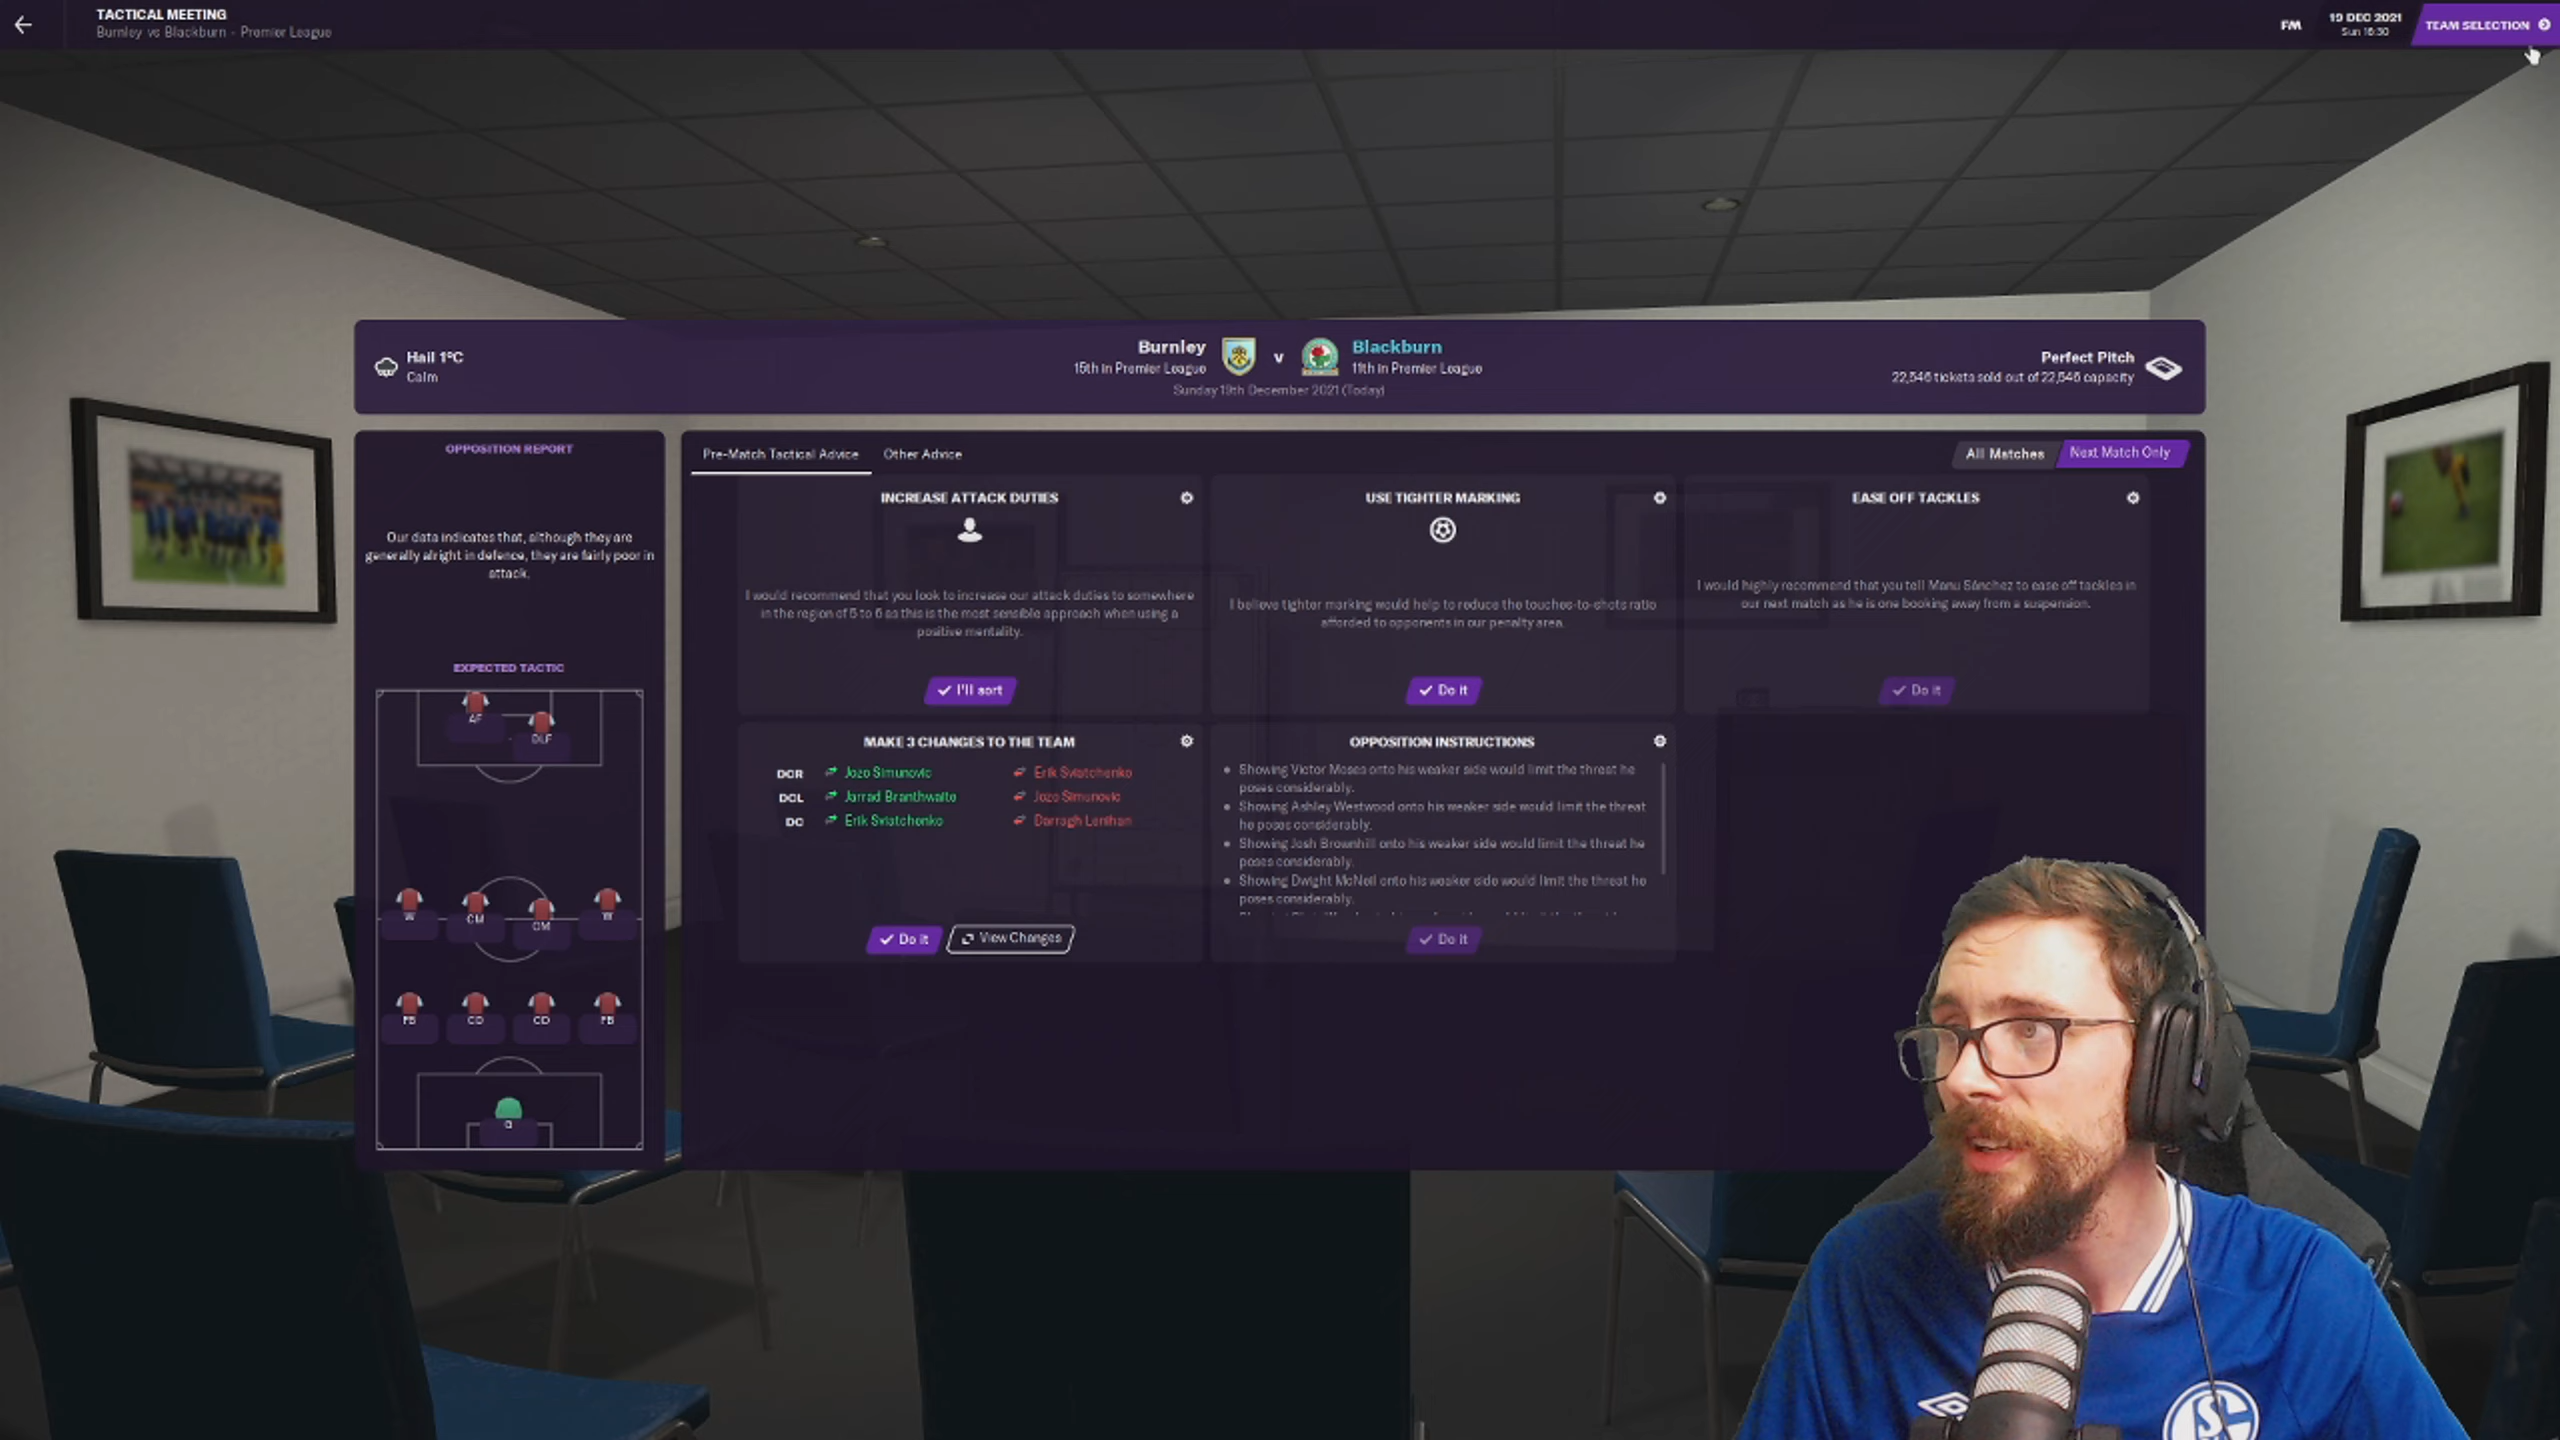 TACTICAL MEETING
Burnley vs Blackburn - Premier League
FM
19 DEC 2021
Sun 16:30
TEAM SELECTION
Hail 1°C
Calm
Burnley
v
Blackburn
15th in Premier League
11th in Premier League
Sunday 19th December 2021 (Today)
Perfect Pitch
22,546 tickets sold out of 22,546 capacity
OPPOSITION REPORT
Our data indicates that, although they are
generally alright in defence, they are fairly poor in
attack.
EXPECTED TACTIC
AF
DLF
W
CM
CM
W
FB
CD
CD
FB
G
Pre-Match Tactical Advice
Other Advice
All Matches
Next Match Only
INCREASE ATTACK DUTIES
I would recommend that you look to increase our attack duties to somewhere
in the region of 5 to 6 as this is the most sensible approach when using a
positive mentality.
I'll sort
USE TIGHTER MARKING
I believe tighter marking would help to reduce the touches-to-shots ratio
afforded to opponents in our penalty area.
Do it
EASE OFF TACKLES
I would highly recommend that you tell Manu Sánchez to ease off tackles in
our next match as he is one booking away from a suspension.
Do it
MAKE 3 CHANGES TO THE TEAM
DCR Jozo Simunovic Erik Sviatchenko
DCL Jarrad Branthwaite Jozo Simunovic
DC Erik Sviatchenko Darragh Lenihan
Do it
View Changes
OPPOSITION INSTRUCTIONS
• Showing Victor Moses onto his weaker side would limit the threat he
poses considerably.
• Showing Ashley Westwood onto his weaker side would limit the threat
he poses considerably.
• Showing Josh Brownhill onto his weaker side would limit the threat he
poses considerably.
• Showing Dwight McNeil onto his weaker side would limit the threat he
poses considerably.
Do it